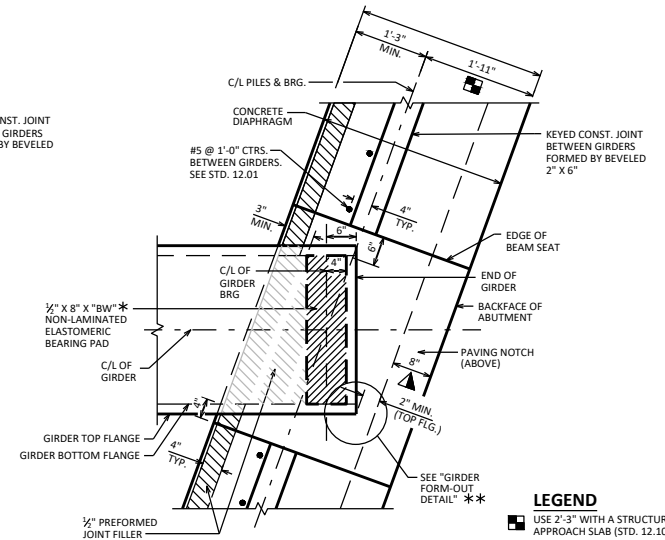 1'-3"
MIN.
1'-11"
C/L PILES & BRG.
NST. JOINT
GIRDERS
BY BEVELED
CONCRETE
DIAPHRAGM
KEYED CONST. JOINT
BETWEEN GIRDERS
FORMED BY BEVELED
2" X 6"
#5 @ 1'-0" CTRS.
BETWEEN GIRDERS.
SEE STD. 12.01
3"
MIN.
4"
TYP.
6"
6"
EDGE OF
BEAM SEAT
C/L OF
GIRDER
BRG
4"
END OF
GIRDER
½" X 8" X "BW"*
NON-LAMINATED
ELASTOMERIC
BEARING PAD
BACKFACE OF
ABUTMENT
C/L OF
GIRDER
PAVING NOTCH
(ABOVE)
8"
4"
2" MIN.
(TOP FLG.)
GIRDER TOP FLANGE
GIRDER BOTTOM FLANGE
4"
TYP.
SEE "GIRDER
FORM-OUT
DETAIL" **
½" PREFORMED
JOINT FILLER
LEGEND
USE 2'-3" WITH A STRUCTUR
APPROACH SLAB (STD. 12.10